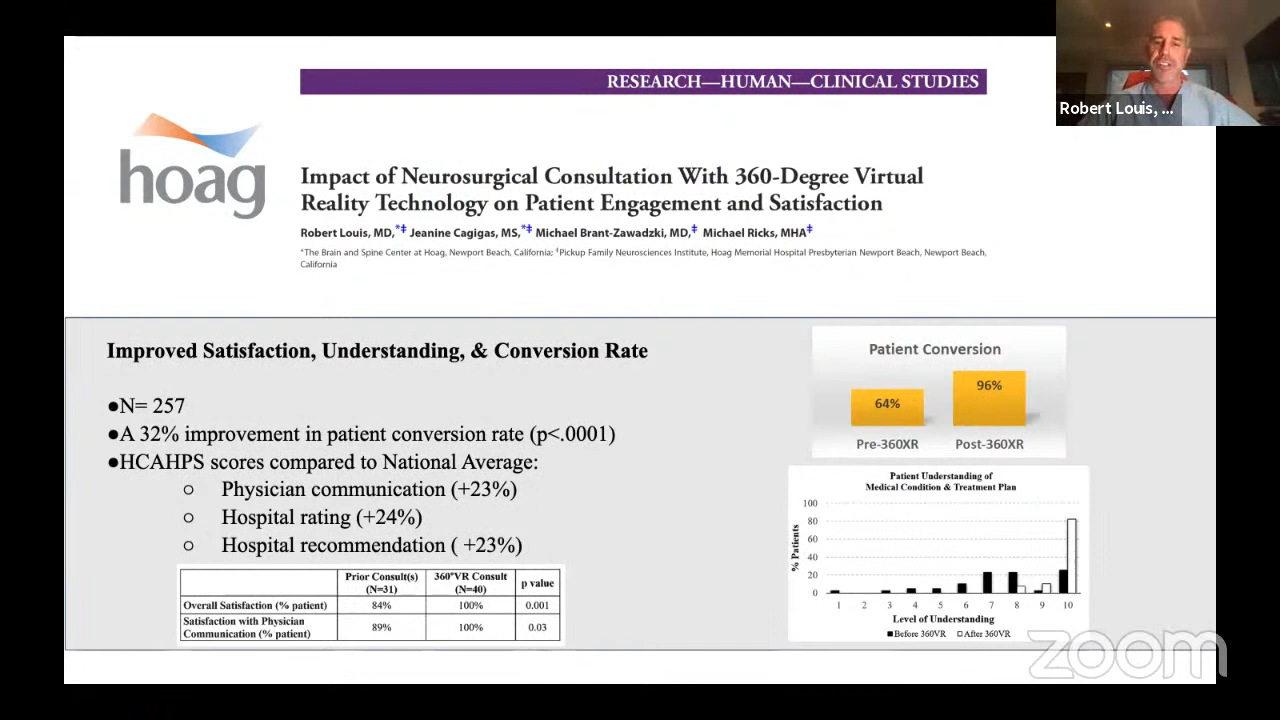 RESEARCH—HUMAN—CLINICAL STUDIES
Robert Louis, ...
hoag
Impact of Neurosurgical Consultation With 360-Degree Virtual
Reality Technology on Patient Engagement and Satisfaction
Robert Louis, MD,*‡ Jeanine Cagigas, MS,*‡ Michael Brant-Zawadzki, MD,‡ Michael Ricks, MHA‡
*The Brain and Spine Center at Hoag, Newport Beach, California; ‡Pickup Family Neurosciences Institute, Hoag Memorial Hospital Presbyterian Newport Beach, Newport Beach,
California
Improved Satisfaction, Understanding, & Conversion Rate
●N= 257
●A 32% improvement in patient conversion rate (p<.0001)
●HCAHPS scores compared to National Average:
○ Physician communication (+23%)
○ Hospital rating (+24%)
○ Hospital recommendation ( +23%)
Prior Consult(s) 360°VR Consult p value
(N=31) (N=40)
Overall Satisfaction (% patient) 84% 100% 0.001
Satisfaction with Physician
Communication (% patient) 89% 100% 0.03
Patient Conversion
64% 96%
Pre-360XR Post-360XR
Patient Understanding of
Medical Condition & Treatment Plan
% Patients
100
80
60
40
20
0
1 2 3 4 5 6 7 8 9 10
Level of Understanding
■Before 360VR □After 360VR
zoom